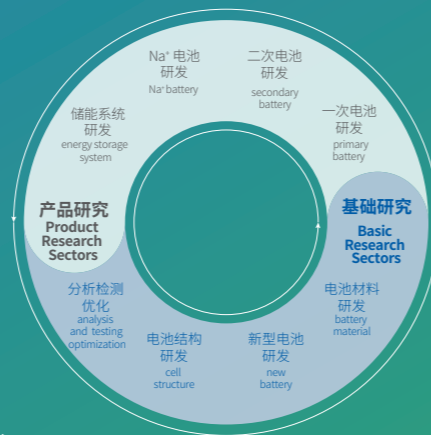 Na⁺ 电池
研发
Na⁺ battery
二次电池
研发
secondary
battery
储能系统
研发
energy storage
system
一次电池
研发
primary
battery
产品研究
Product
Research
Sectors
基础研究
Basic
Research
Sectors
分析检测
优化
analysis
and testing
optimization
电池结构
研发
cell
structure
新型电池
研发
new
battery
电池材料
研发
battery
material